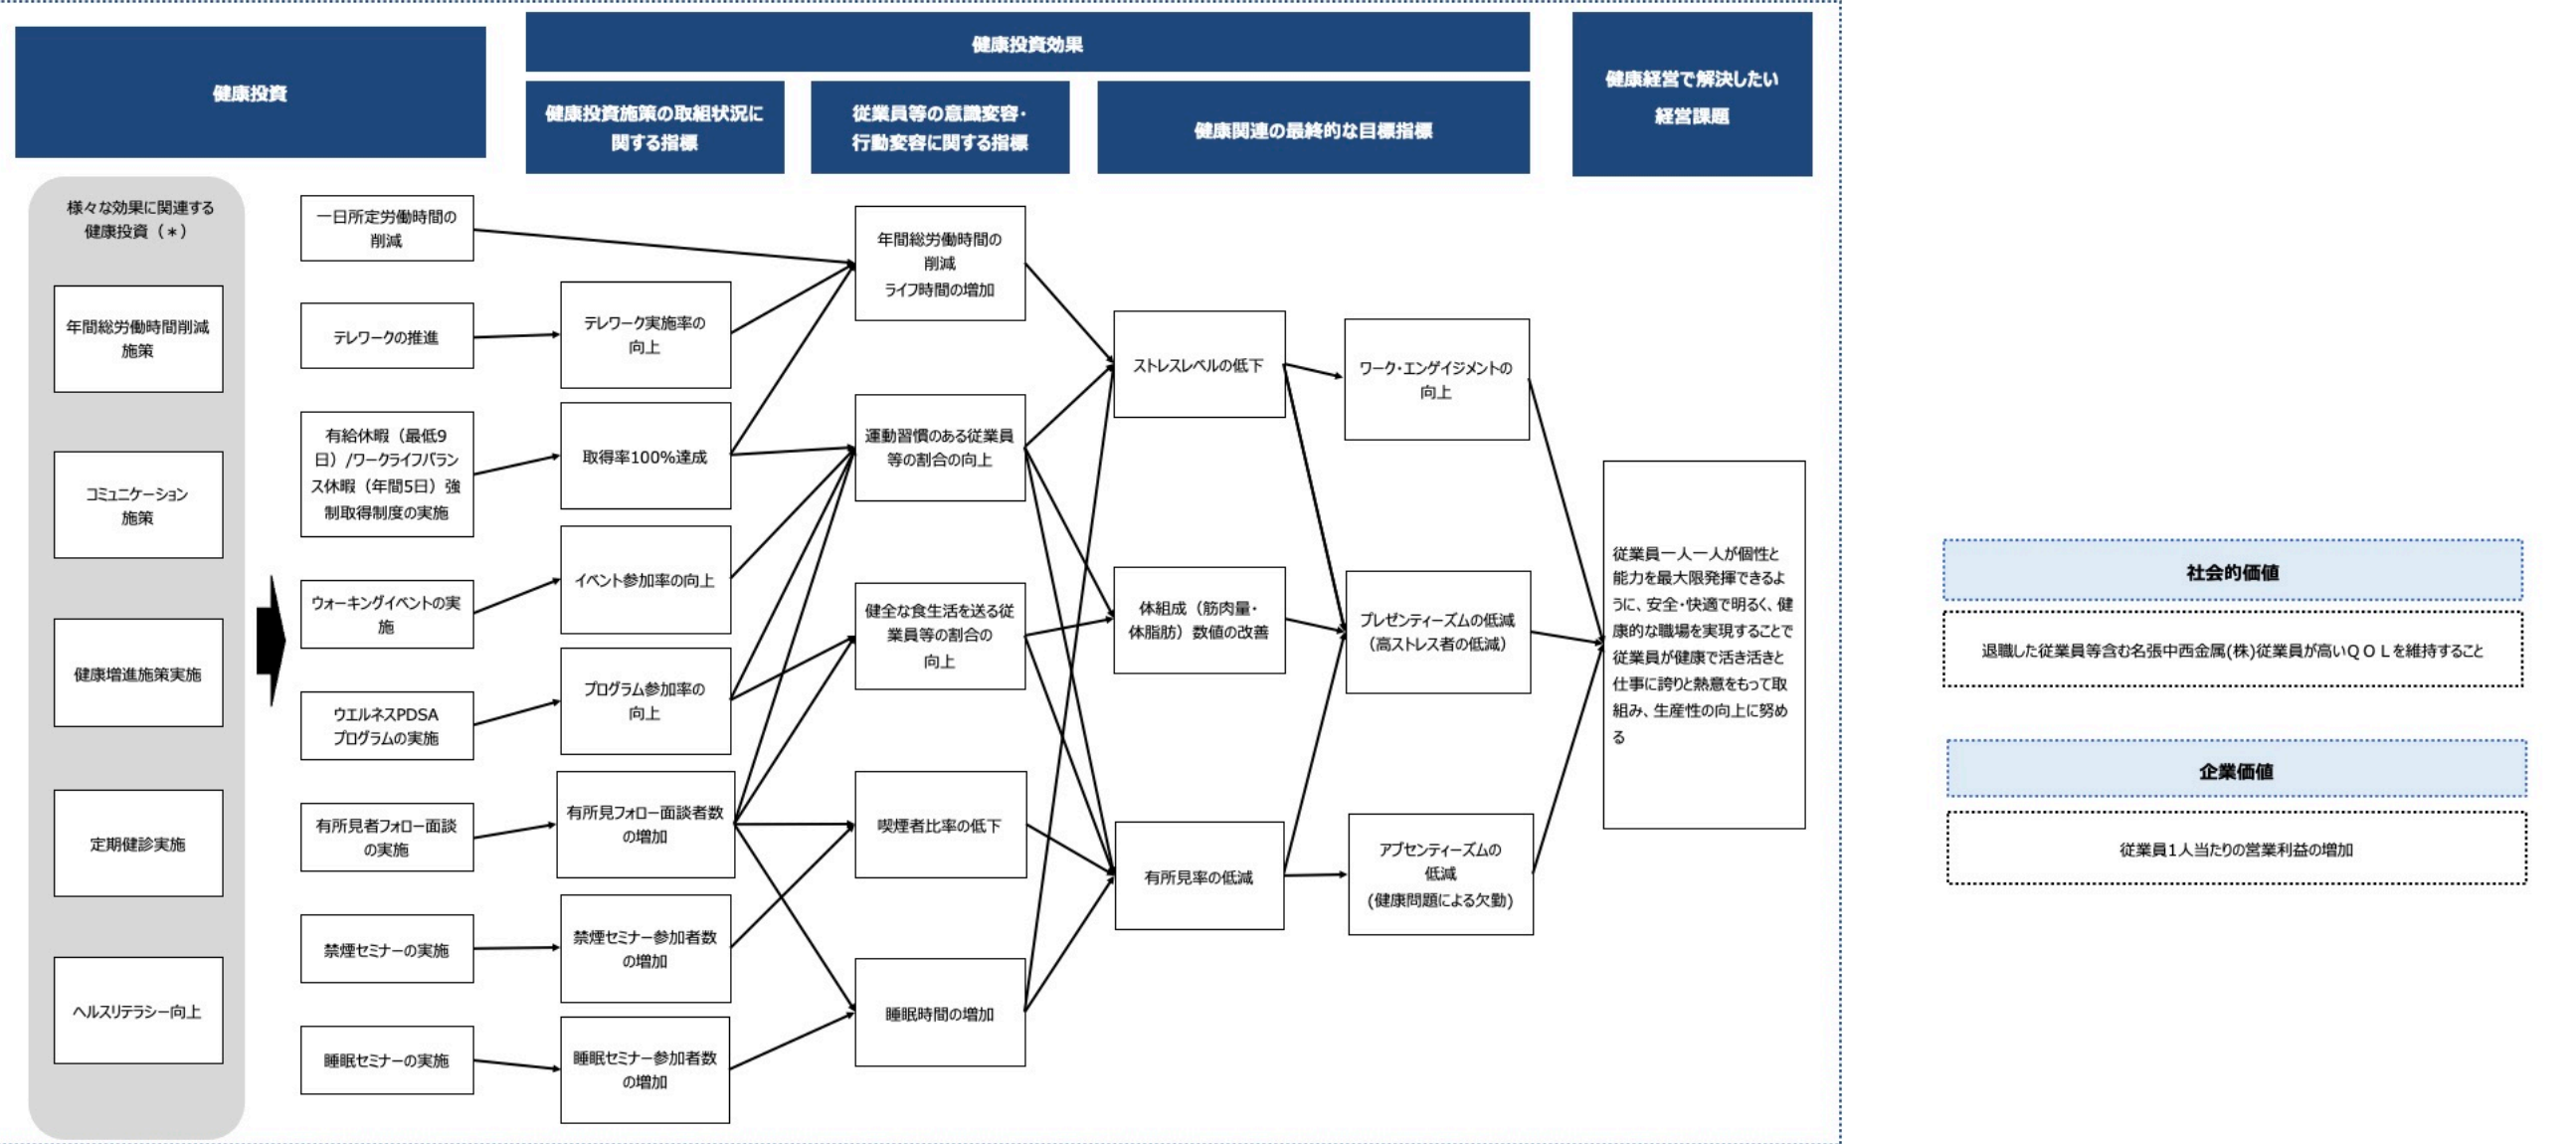 健康投資
健康投資効果
健康投資施策の取組状況に
関する指標
従業員等の意識変容・
行動変容に関する指標
健康関連の最終的な目標指標
健康経営で解決したい
経営課題
様々な効果に関連する
健康投資（＊）
年間総労働時間削減
施策
コミュニケーション
施策
健康増進施策実施
定期健診実施
ヘルスリテラシー向上
一日所定労働時間の
削減
テレワークの推進
有給休暇（最低9
日）/ワークライフバラン
ス休暇（年間5日）強
制取得制度の実施
ウォーキングイベントの実
施
ウエルネスPDSA
プログラムの実施
有所見者フォロー面談
の実施
禁煙セミナーの実施
睡眠セミナーの実施
テレワーク実施率の
向上
取得率100%達成
イベント参加率の向上
プログラム参加率の
向上
有所見フォロー面談者数
の増加
禁煙セミナー参加者数
の増加
睡眠セミナー参加者数
の増加
年間総労働時間の
削減
ライフ時間の増加
運動習慣のある従業員
等の割合の向上
健全な食生活を送る従
業員等の割合の
向上
喫煙者比率の低下
睡眠時間の増加
ストレスレベルの低下
体組成（筋肉量・
体脂肪）数値の改善
有所見率の低減
ワーク・エンゲイジメントの
向上
プレゼンティーズムの低減
（高ストレス者の低減）
アブセンティーズムの
低減
(健康問題による欠勤)
従業員一人一人が個性と
能力を最大限発揮できるよ
うに、安全・快適で明るく、健
康的な職場を実現することで
従業員が健康で活き活きと
仕事に誇りと熱意をもって取
組み、生産性の向上に努め
る
社会的価値
退職した従業員等含む名張中西金属(株)従業員が高いＱＯＬを維持すること
企業価値
従業員1人当たりの営業利益の増加